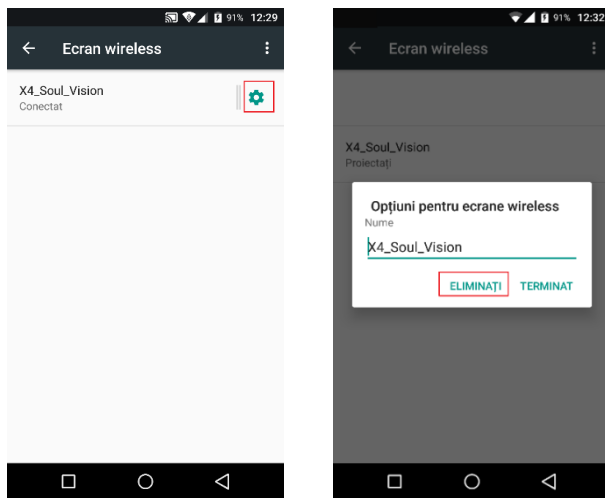 91% 12:29
Ecran wireless
X4_Soul_Vision
Conectat
91% 12:32
Ecran wireless
X4_Soul_Vision
Proiectați
Opțiuni pentru ecrane wireless
Nume
X4_Soul_Vision
ELIMINAȚI TERMINAT